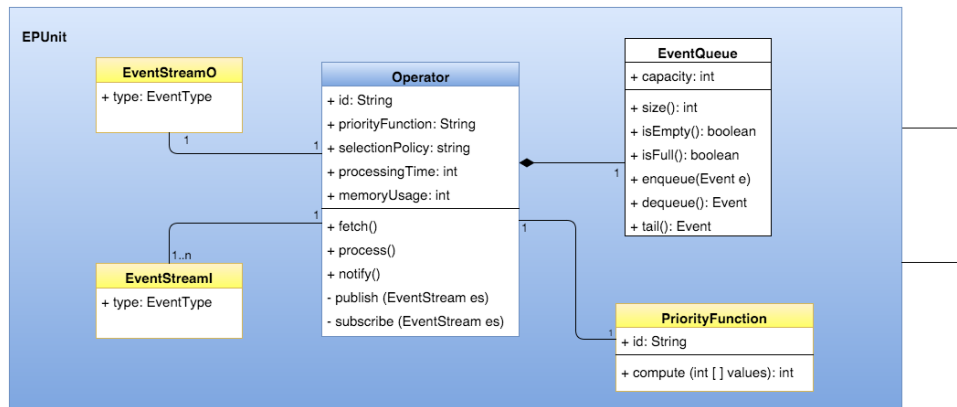 EPUnit
EventStreamO
+ type: EventType
1
1
Operator
+ id: String
+ priorityFunction: String
+ selectionPolicy: string
+ processingTime: int
+ memoryUsage: int
+ fetch()
+ process()
+ notify()
- publish (EventStream es)
- subscribe (EventStream es)
EventQueue
+ capacity: int
+ size(): int
+ isEmpty(): boolean
+ isFull(): boolean
+ enqueue(Event e)
+ dequeue(): Event
+ tail(): Event
1
1
1..n
EventStreamI
+ type: EventType
1
1
PriorityFunction
+ id: String
+ compute (int [ ] values): int